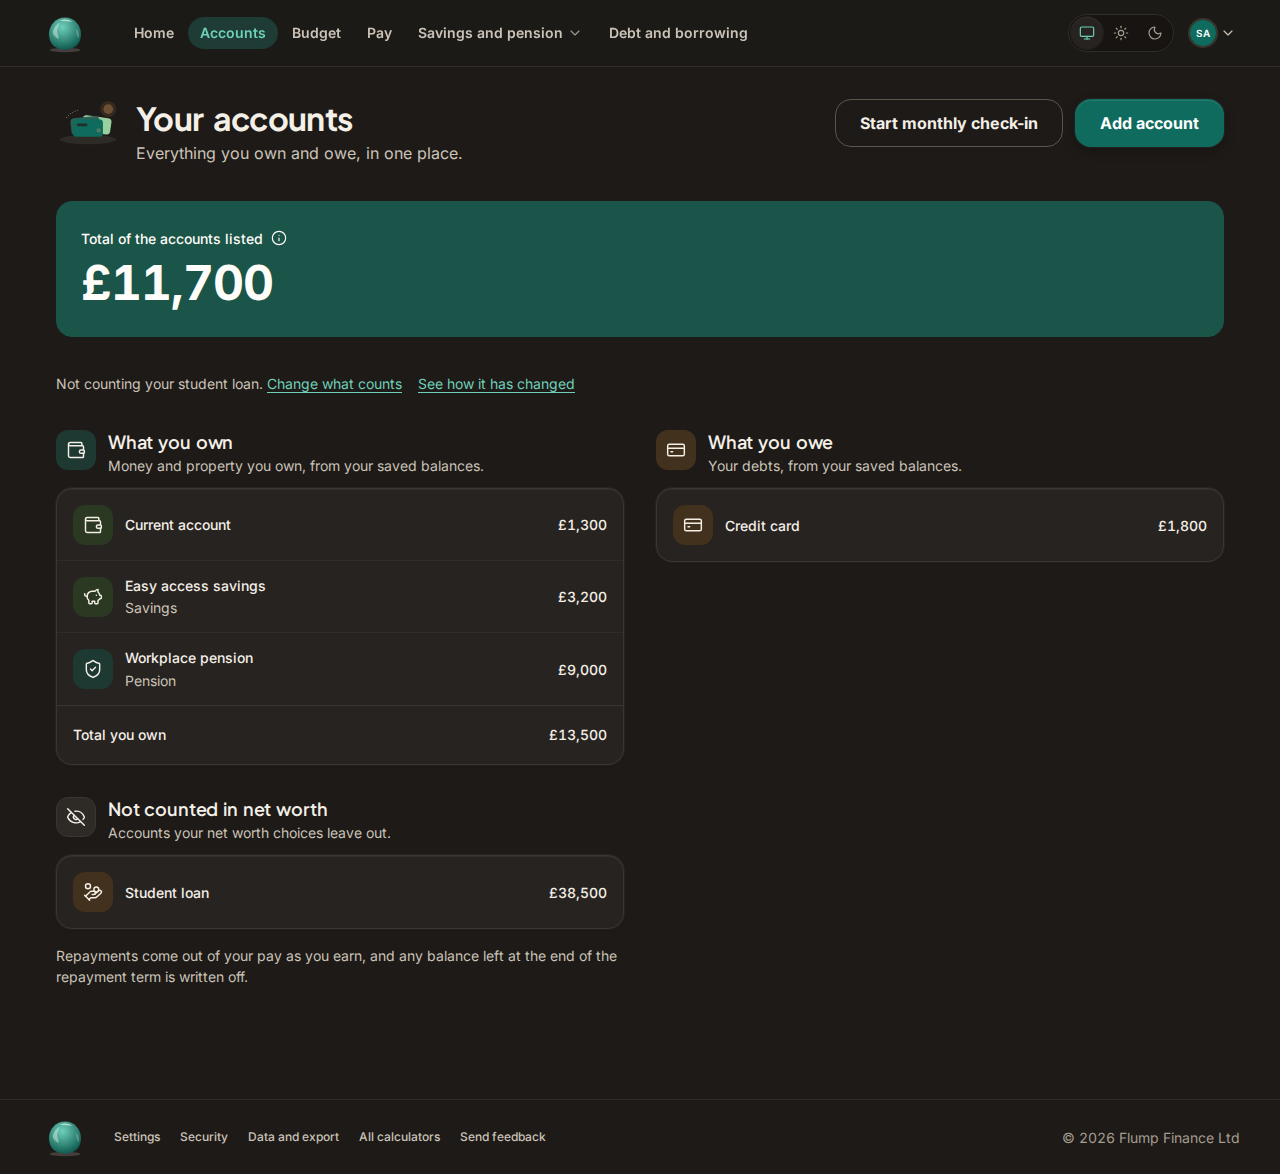 Home
Accounts
Budget
Pay
Savings and pension
Debt and borrowing
SA
Your accounts
Everything you own and owe, in one place.
Start monthly check-in
Add account
Total of the accounts listed
£11,700
Not counting your student loan. Change what counts See how it has changed
What you own
Money and property you own, from your saved balances.
Current account
£1,300
Easy access savings
Savings
£3,200
Workplace pension
Pension
£9,000
Total you own
£13,500
What you owe
Your debts, from your saved balances.
Credit card
£1,800
Not counted in net worth
Accounts your net worth choices leave out.
Student loan
£38,500
Repayments come out of your pay as you earn, and any balance left at the end of the
repayment term is written off.
Settings
Security
Data and export
All calculators
Send feedback
© 2026 Flump Finance Ltd